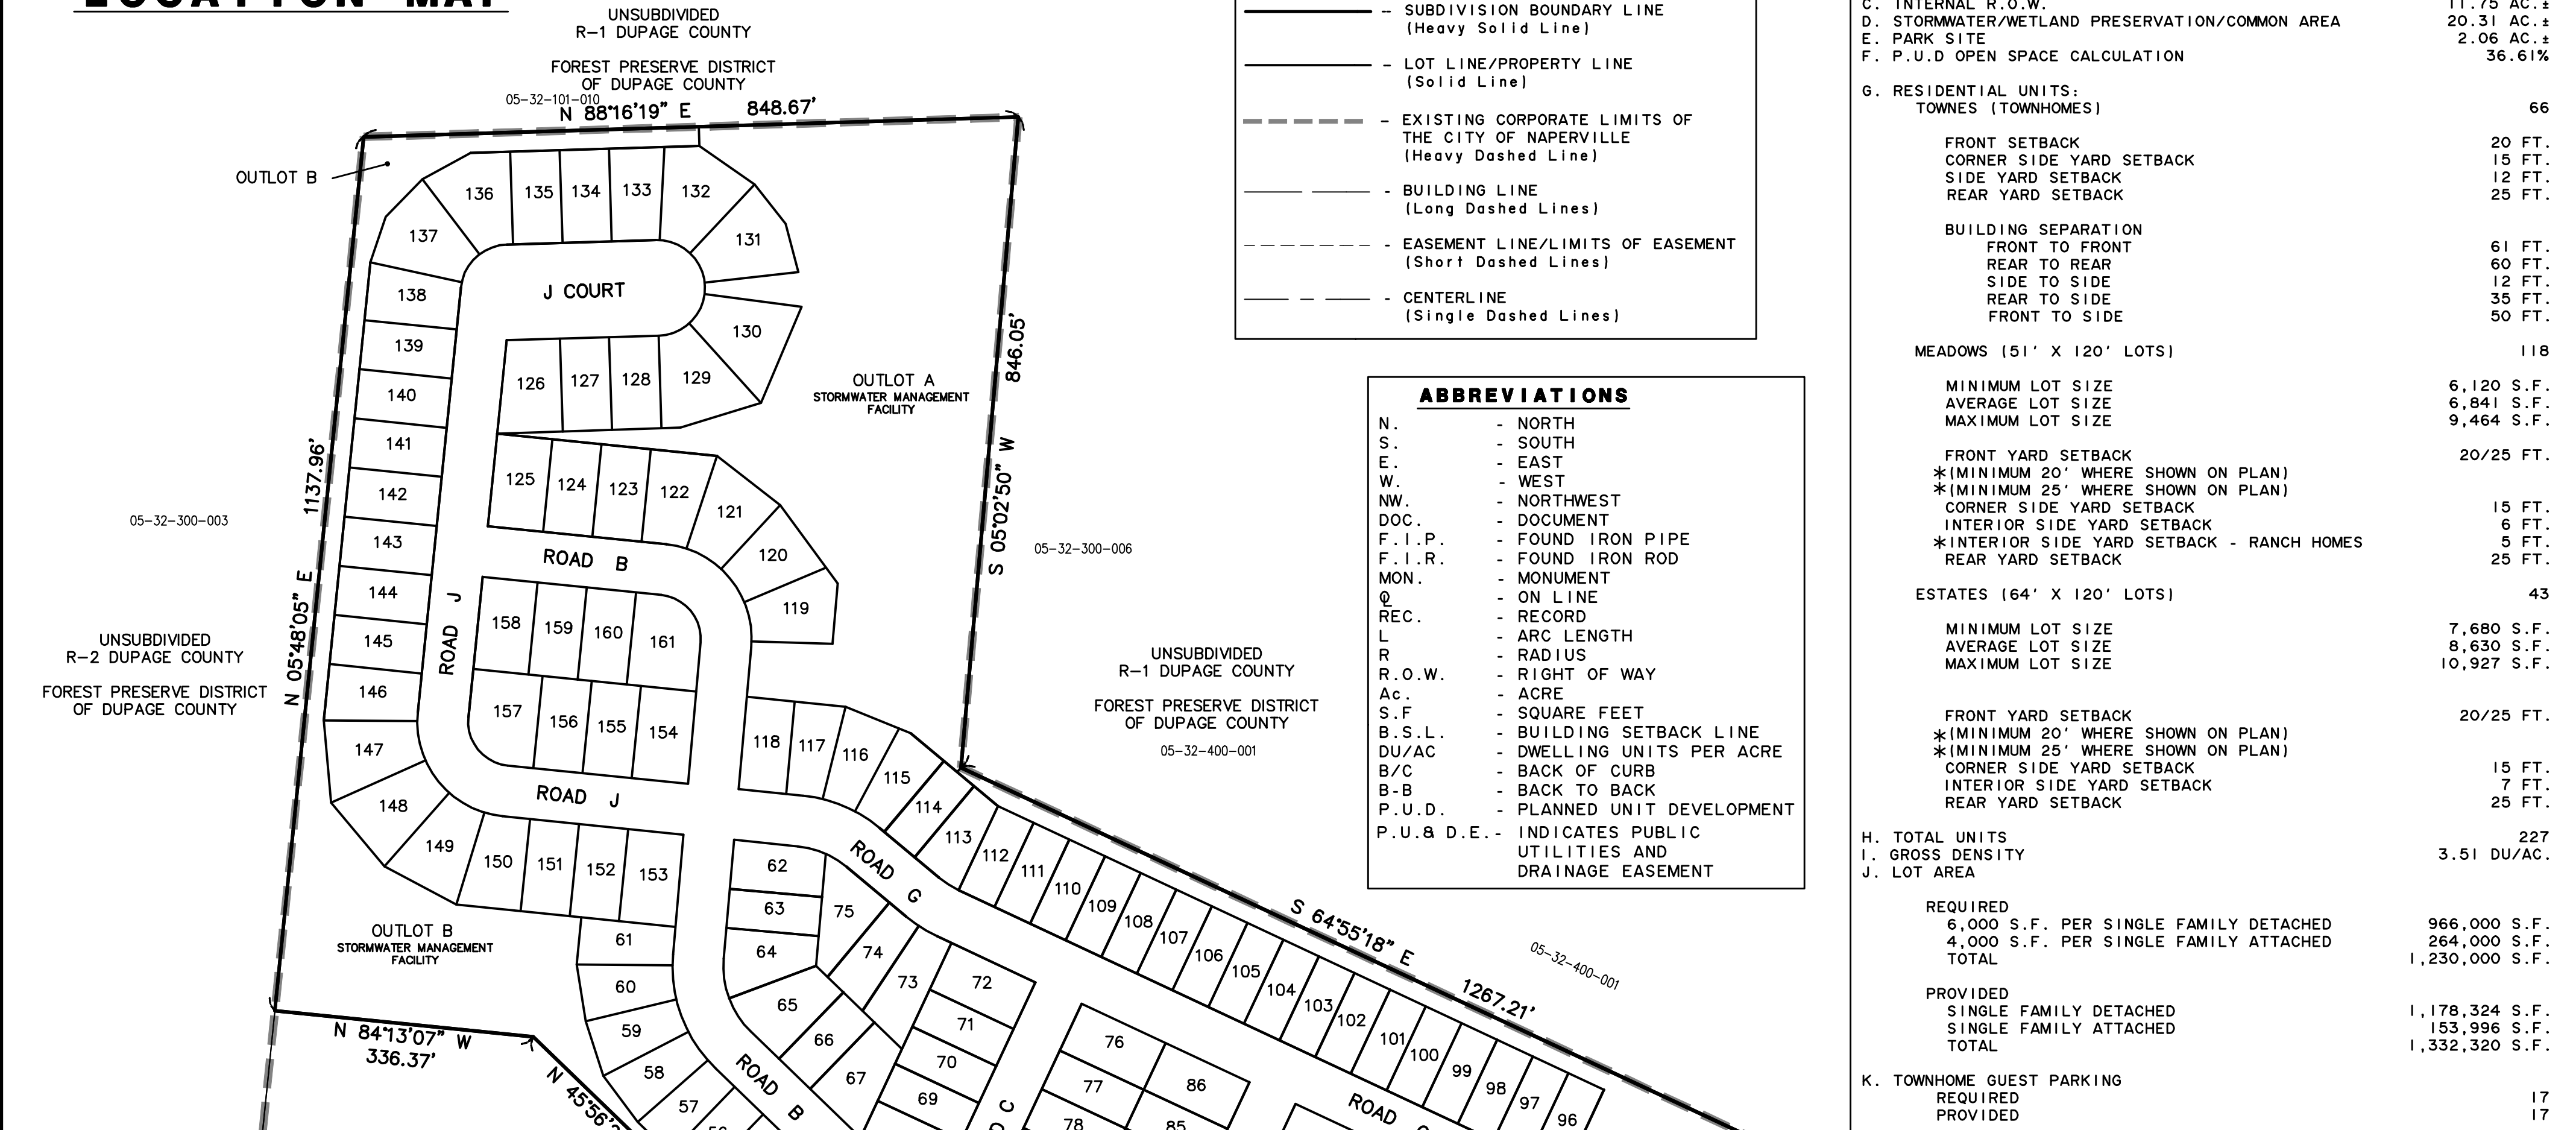 LOCATION MAP
UNSUBDIVIDED
R-1 DUPAGE COUNTY
FOREST PRESERVE DISTRICT
OF DUPAGE COUNTY
05-32-101-010
N 88°16'19" E 848.67'
OUTLOT B
136 135 134 133 132
137 131
J COURT
138
130
139
126 127 128 129
140
OUTLOT A
STORMWATER MANAGEMENT
FACILITY
141
846.05'
S 05°02'50" W
1137.96'
N 05°48'05" E
125 124 123 122
142
121
05-32-300-003
143
120
ROAD B
05-32-300-006
144
119
ROAD J
158 159 160 161
145
UNSUBDIVIDED
R-2 DUPAGE COUNTY
FOREST PRESERVE DISTRICT
OF DUPAGE COUNTY
UNSUBDIVIDED
R-1 DUPAGE COUNTY
FOREST PRESERVE DISTRICT
OF DUPAGE COUNTY
05-32-400-001
146
157 156 155 154
147
118 117 116 115 114 113 112 111 110 109 108 107 106 105 104 103 102 101 100 99 98 97 96
148
ROAD J
149 150 151 152 153
62
63
75
64
74
73
72
71
70
69
ROAD G
61
60
59
58
57
65
66
67
ROAD B
76
77
86
78
85
ROAD
S 64°55'18" E
1267.21'
05-32-400-001
OUTLOT B
STORMWATER MANAGEMENT
FACILITY
N 84°13'07" W
336.37'
N 45°56'
C
-- SUBDIVISION BOUNDARY LINE
(Heavy Solid Line)
- LOT LINE/PROPERTY LINE
(Solid Line)
- EXISTING CORPORATE LIMITS OF
THE CITY OF NAPERVILLE
(Heavy Dashed Line)
- BUILDING LINE
(Long Dashed Lines)
- EASEMENT LINE/LIMITS OF EASEMENT
(Short Dashed Lines)
- CENTERLINE
(Single Dashed Lines)
ABBREVIATIONS
N. - NORTH
S. - SOUTH
E. - EAST
W. - WEST
NW. - NORTHWEST
DOC. - DOCUMENT
F.I.P. - FOUND IRON PIPE
F.I.R. - FOUND IRON ROD
MON. - MONUMENT
- ON LINE
REC. - RECORD
L - ARC LENGTH
R - RADIUS
R.O.W. - RIGHT OF WAY
Ac. - ACRE
S.F - SQUARE FEET
B.S.L. - BUILDING SETBACK LINE
DU/AC - DWELLING UNITS PER ACRE
B/C - BACK OF CURB
B-B - BACK TO BACK
P.U.D. - PLANNED UNIT DEVELOPMENT
P.U.& D.E.- INDICATES PUBLIC
UTILITIES AND
DRAINAGE EASEMENT
C. INTERNAL R.O.W. 11.75 AC.±
D. STORMWATER/WETLAND PRESERVATION/COMMON AREA 20.31 AC.±
E. PARK SITE 2.06 AC.±
F. P.U.D OPEN SPACE CALCULATION 36.61%
G. RESIDENTIAL UNITS:
TOWNES (TOWNHOMES) 66
FRONT SETBACK 20 FT.
CORNER SIDE YARD SETBACK 15 FT.
SIDE YARD SETBACK 12 FT.
REAR YARD SETBACK 25 FT.
BUILDING SEPARATION
FRONT TO FRONT 61 FT.
REAR TO REAR 60 FT.
SIDE TO SIDE 12 FT.
REAR TO SIDE 35 FT.
FRONT TO SIDE 50 FT.
MEADOWS (51' X 120' LOTS) 118
MINIMUM LOT SIZE 6,120 S.F.
AVERAGE LOT SIZE 6,841 S.F.
MAXIMUM LOT SIZE 9,464 S.F.
FRONT YARD SETBACK 20/25 FT.
*(MINIMUM 20' WHERE SHOWN ON PLAN)
*(MINIMUM 25' WHERE SHOWN ON PLAN)
CORNER SIDE YARD SETBACK 15 FT.
INTERIOR SIDE YARD SETBACK 6 FT.
*INTERIOR SIDE YARD SETBACK - RANCH HOMES 5 FT.
REAR YARD SETBACK 25 FT.
ESTATES (64' X 120' LOTS) 43
MINIMUM LOT SIZE 7,680 S.F.
AVERAGE LOT SIZE 8,630 S.F.
MAXIMUM LOT SIZE 10,927 S.F.
FRONT YARD SETBACK 20/25 FT.
*(MINIMUM 20' WHERE SHOWN ON PLAN)
*(MINIMUM 25' WHERE SHOWN ON PLAN)
CORNER SIDE YARD SETBACK 15 FT.
INTERIOR SIDE YARD SETBACK 7 FT.
REAR YARD SETBACK 25 FT.
H. TOTAL UNITS 227
I. GROSS DENSITY 3.51 DU/AC.
J. LOT AREA
REQUIRED
6,000 S.F. PER SINGLE FAMILY DETACHED 966,000 S.F.
4,000 S.F. PER SINGLE FAMILY ATTACHED 264,000 S.F.
TOTAL 1,230,000 S.F.
PROVIDED
SINGLE FAMILY DETACHED 1,178,324 S.F.
SINGLE FAMILY ATTACHED 153,996 S.F.
TOTAL 1,332,320 S.F.
K. TOWNHOME GUEST PARKING
REQUIRED 17
PROVIDED 17